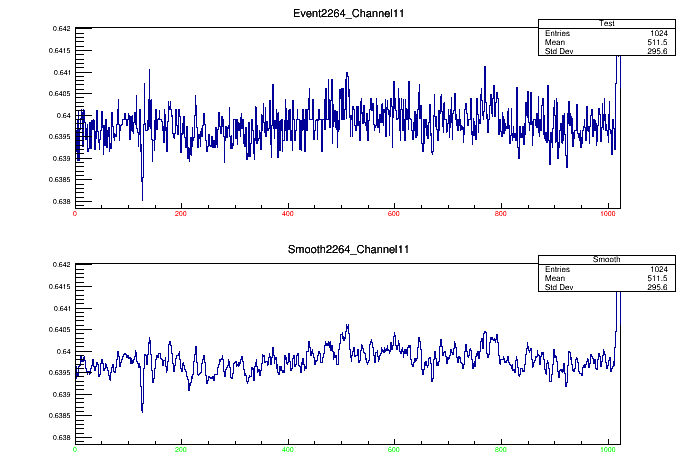 Event2264_Channel11
Test
Entries 1024
Mean 511.5
Std Dev 295.6
0.642
0.6415
0.641
0.6405
0.64
0.6395
0.639
0.6385
0.638
0 200 400 600 800 1000
Smooth2264_Channel11
Smooth
Entries 1024
Mean 511.5
Std Dev 295.6
0.642
0.6415
0.641
0.6405
0.64
0.6395
0.639
0.6385
0.638
0 200 400 600 800 1000